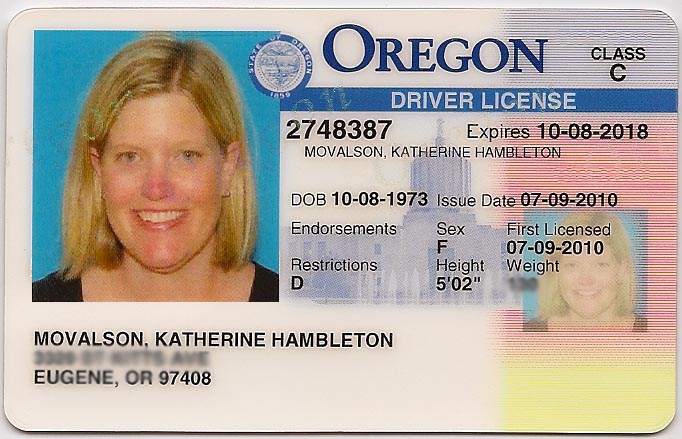 STATE OF OREGON
1859
OREGON
CLASS
C
DRIVER LICENSE
2748387 Expires 10-08-2018
MOVALSON, KATHERINE HAMBLETON
DOB 10-08-1973 Issue Date 07-09-2010
Endorsements Sex First Licensed
F 07-09-2010
Restrictions Height Weight
D 5'02"
MOVALSON, KATHERINE HAMBLETON
EUGENE, OR 97408